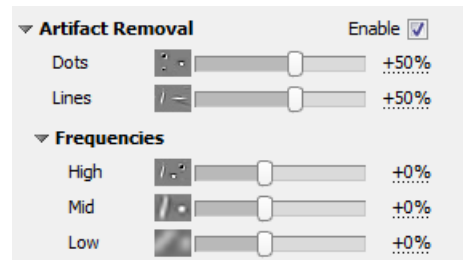 Artifact Removal Enable
Dots +50%
Lines +50%
Frequencies
High +0%
Mid +0%
Low +0%